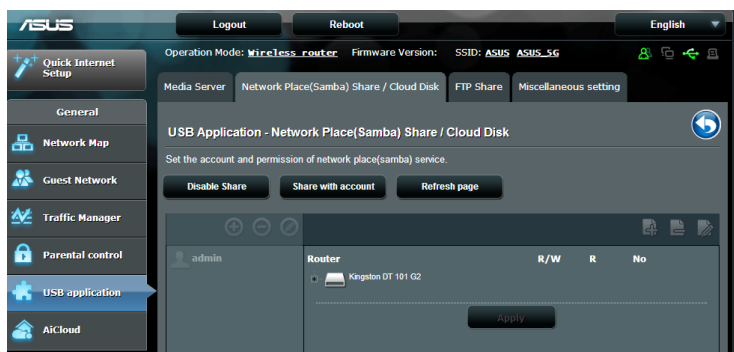 ASUS Logout Reboot English
Quick Internet Setup
Operation Mode: Wireless router Firmware Version: SSID: ASUS ASUS_5G
Media Server Network Place(Samba) Share / Cloud Disk FTP Share Miscellaneous setting
General
Network Map
Guest Network
Traffic Manager
Parental control
USB application
AiCloud
USB Application - Network Place(Samba) Share / Cloud Disk
Set the account and permission of network place(samba) service.
Disable Share Share with account Refresh page
admin Router R/W R No
Kingston DT 101 G2
Apply